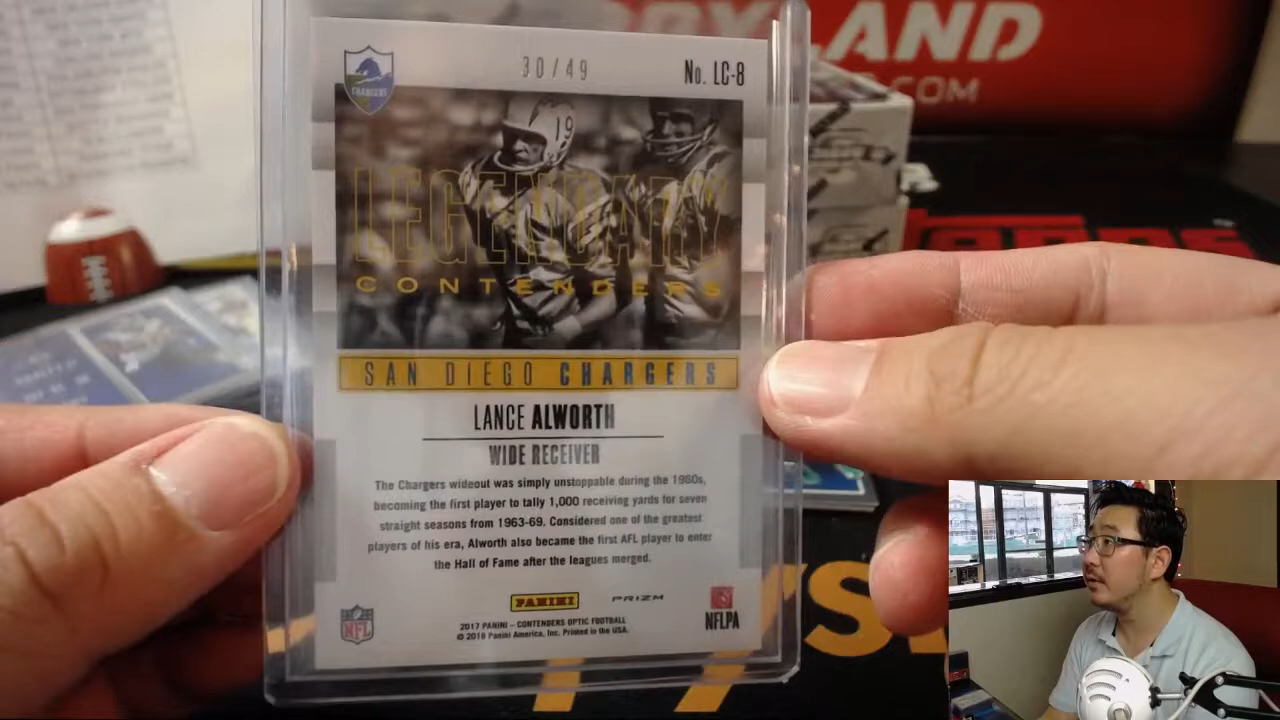 LAND
.COM
CHARGERS
30/49
No. LC-8
19
LEGENDARY
CONTENDERS
SAN DIEGO CHARGERS
LANCE ALWORTH
WIDE RECEIVER
The Chargers wideout was simply unstoppable during the 1960s,
becoming the first player to tally 1,000 receiving yards for seven
straight seasons from 1963-69. Considered one of the greatest
players of his era, Alworth also became the first AFL player to enter
the Hall of Fame after the leagues merged.
PANINI
PRIZM
NFL
NFLPA
2017 PANINI – CONTENDERS OPTIC FOOTBALL
© 2018 Panini America, Inc. Printed in the USA.